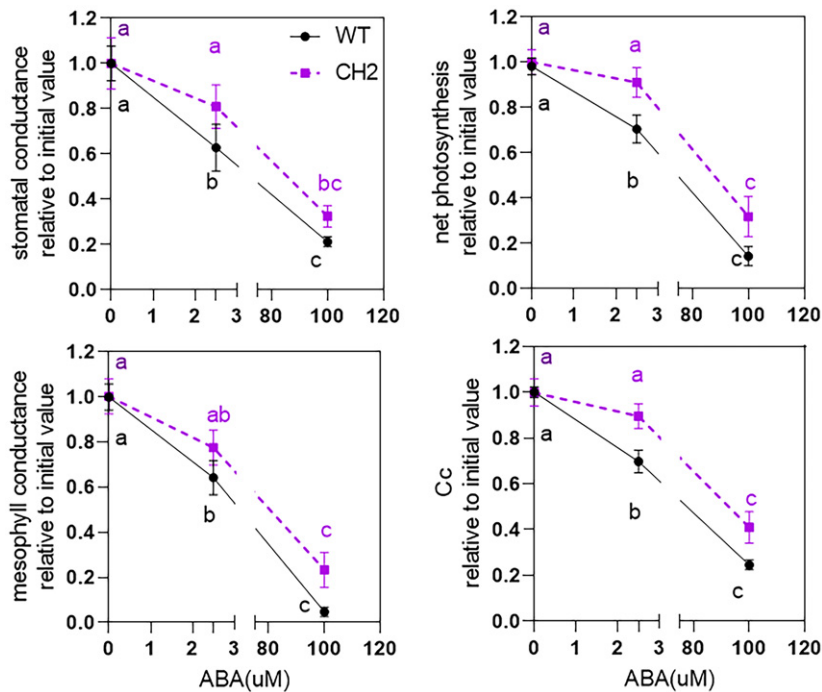 stomatal conductance
relative to initial value
1.2
1.0
0.8
0.6
0.4
0.2
0.0
a
a
a
b
bc
c
WT
CH2
0 1 2 3 80 100 120
net photosynthesis
relative to initial value
1.2
1.0
0.8
0.6
0.4
0.2
0.0
a
a
a
b
c
c
0 1 2 3 80 100 120
mesophyll conductance
relative to initial value
1.2
1.0
0.8
0.6
0.4
0.2
0.0
a
a
ab
b
c
c
0 1 2 3 80 100 120
ABA(uM)
Cc
relative to initial value
1.2
1.0
0.8
0.6
0.4
0.2
0.0
a
a
a
b
c
c
0 1 2 3 80 100 120
ABA(uM)